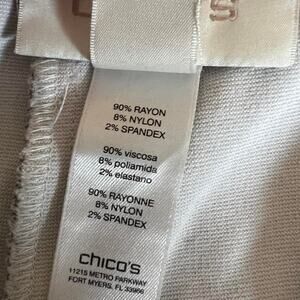 90% RAYON
8% NYLON
2% SPANDEX
90% viscosa
8% poliamida
2% elastano
90% RAYONNE
8% NYLON
2% SPANDEX
chico's
11215 METRO PARKWAY
FORT MYERS, FL 33966